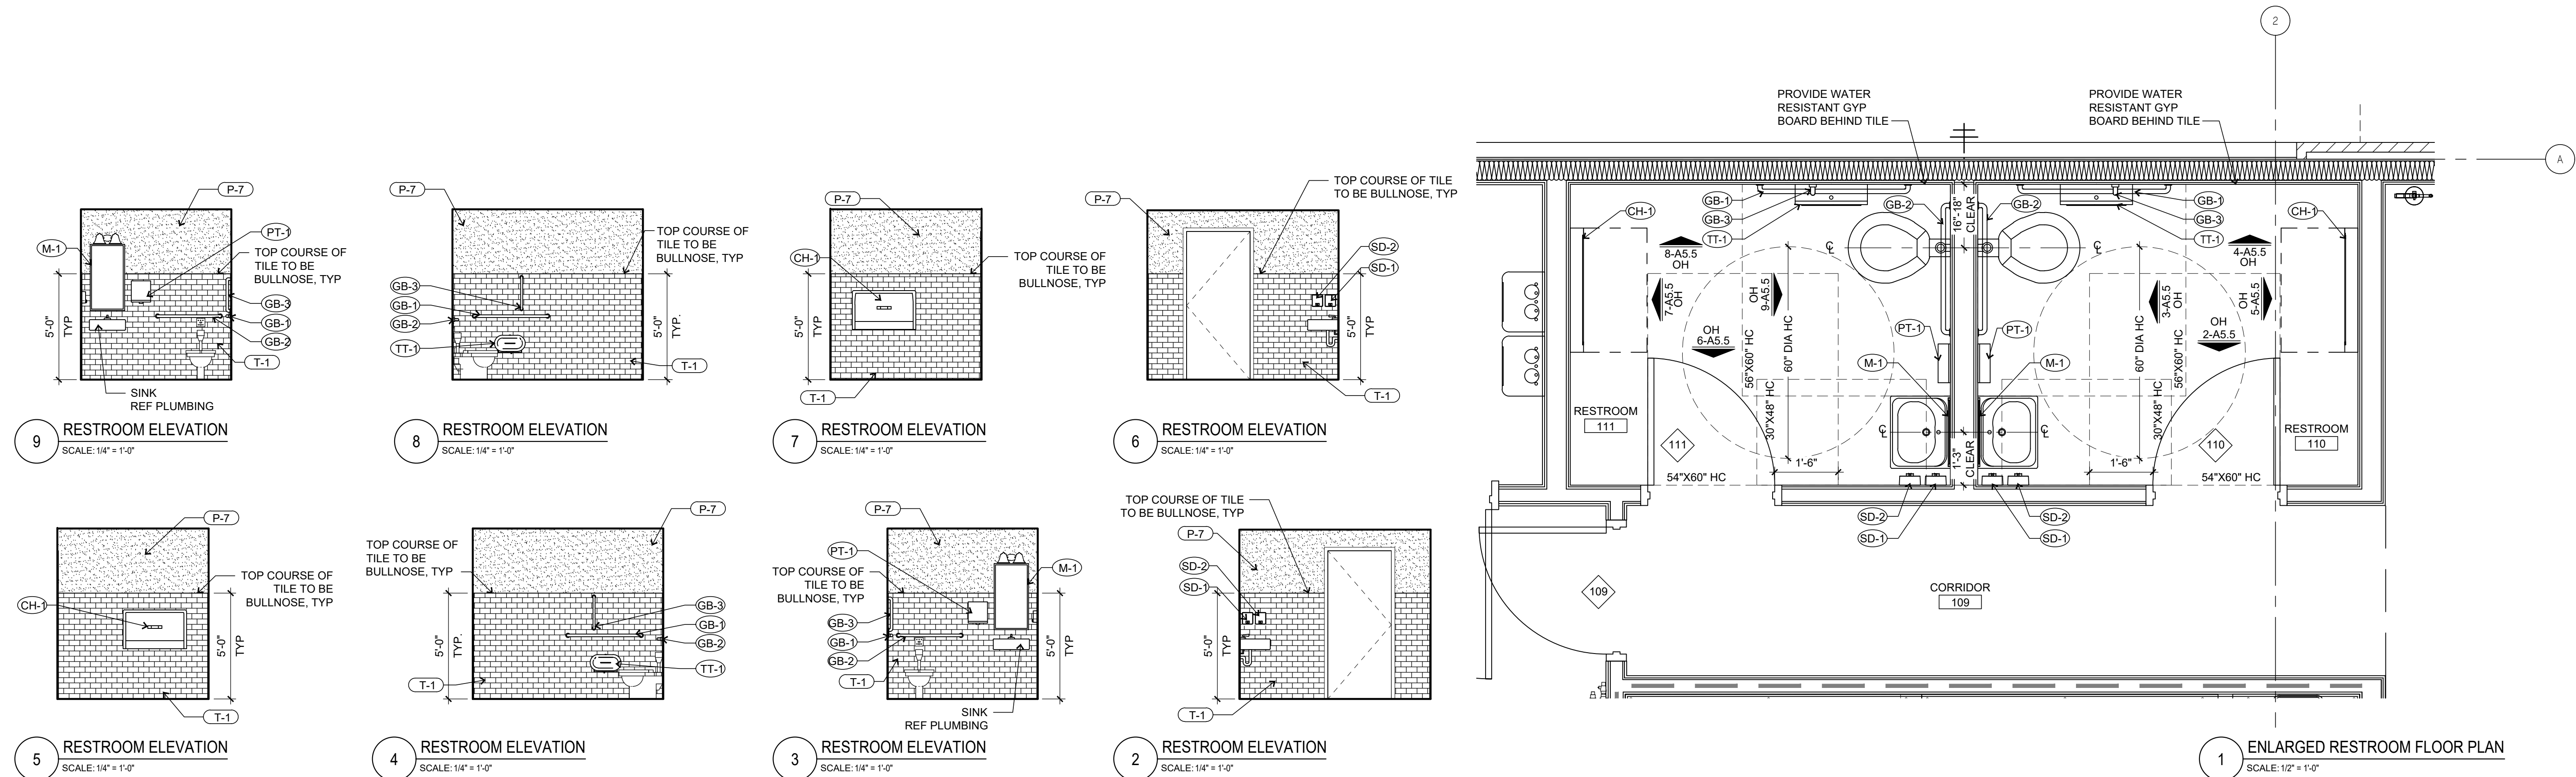 P-7
M-1
PT-1
TOP COURSE OF
TILE TO BE
BULLNOSE, TYP
GB-3
GB-1
GB-2
T-1
5'-0"
TYP
SINK
REF PLUMBING
9
RESTROOM ELEVATION
SCALE: 1/4" = 1'-0"
P-7
TOP COURSE OF
TILE TO BE
BULLNOSE, TYP
GB-3
GB-1
GB-2
TT-1
5'-0"
TYP.
T-1
8
RESTROOM ELEVATION
SCALE: 1/4" = 1'-0"
P-7
CH-1
TOP COURSE OF
TILE TO BE
BULLNOSE, TYP
5'-0"
TYP
T-1
7
RESTROOM ELEVATION
SCALE: 1/4" = 1'-0"
P-7
TOP COURSE OF TILE
TO BE BULLNOSE, TYP
SD-2
SD-1
5'-0"
TYP
T-1
6
RESTROOM ELEVATION
SCALE: 1/4" = 1'-0"
P-7
TOP COURSE OF
TILE TO BE
BULLNOSE, TYP
CH-1
5'-0"
TYP
T-1
5
RESTROOM ELEVATION
SCALE: 1/4" = 1'-0"
P-7
TOP COURSE OF
TILE TO BE
BULLNOSE, TYP
GB-3
GB-1
GB-2
TT-1
5'-0"
TYP.
T-1
4
RESTROOM ELEVATION
SCALE: 1/4" = 1'-0"
P-7
PT-1
M-1
TOP COURSE OF
TILE TO BE
BULLNOSE, TYP
GB-3
GB-1
GB-2
T-1
5'-0"
TYP
SINK
REF PLUMBING
3
RESTROOM ELEVATION
SCALE: 1/4" = 1'-0"
TOP COURSE OF TILE
TO BE BULLNOSE, TYP
P-7
SD-2
SD-1
5'-0"
TYP
T-1
2
RESTROOM ELEVATION
SCALE: 1/4" = 1'-0"
2
A
PROVIDE WATER
RESISTANT GYP
BOARD BEHIND TILE
PROVIDE WATER
RESISTANT GYP
BOARD BEHIND TILE
CH-1
GB-1
GB-3
TT-1
GB-2
16"-18"
CLEAR
GB-2
GB-1
GB-3
TT-1
CH-1
8-A5.5
OH
7-A5.5
OH
9-A5.5
OH
OH
6-A5.5
4-A5.5
OH
3-A5.5
OH
OH
5-A5.5
OH
2-A5.5
56"X60" HC
60" DIA HC
30"X48" HC
PT-1
PT-1
M-1
M-1
60" DIA HC
56"X60" HC
30"X48" HC
RESTROOM
111
111
1'-6"
54"X60" HC
1'-3"
CLEAR
1'-6"
110
54"X60" HC
RESTROOM
110
SD-2
SD-1
SD-2
SD-1
109
CORRIDOR
109
1
ENLARGED RESTROOM FLOOR PLAN
SCALE: 1/2" = 1'-0"